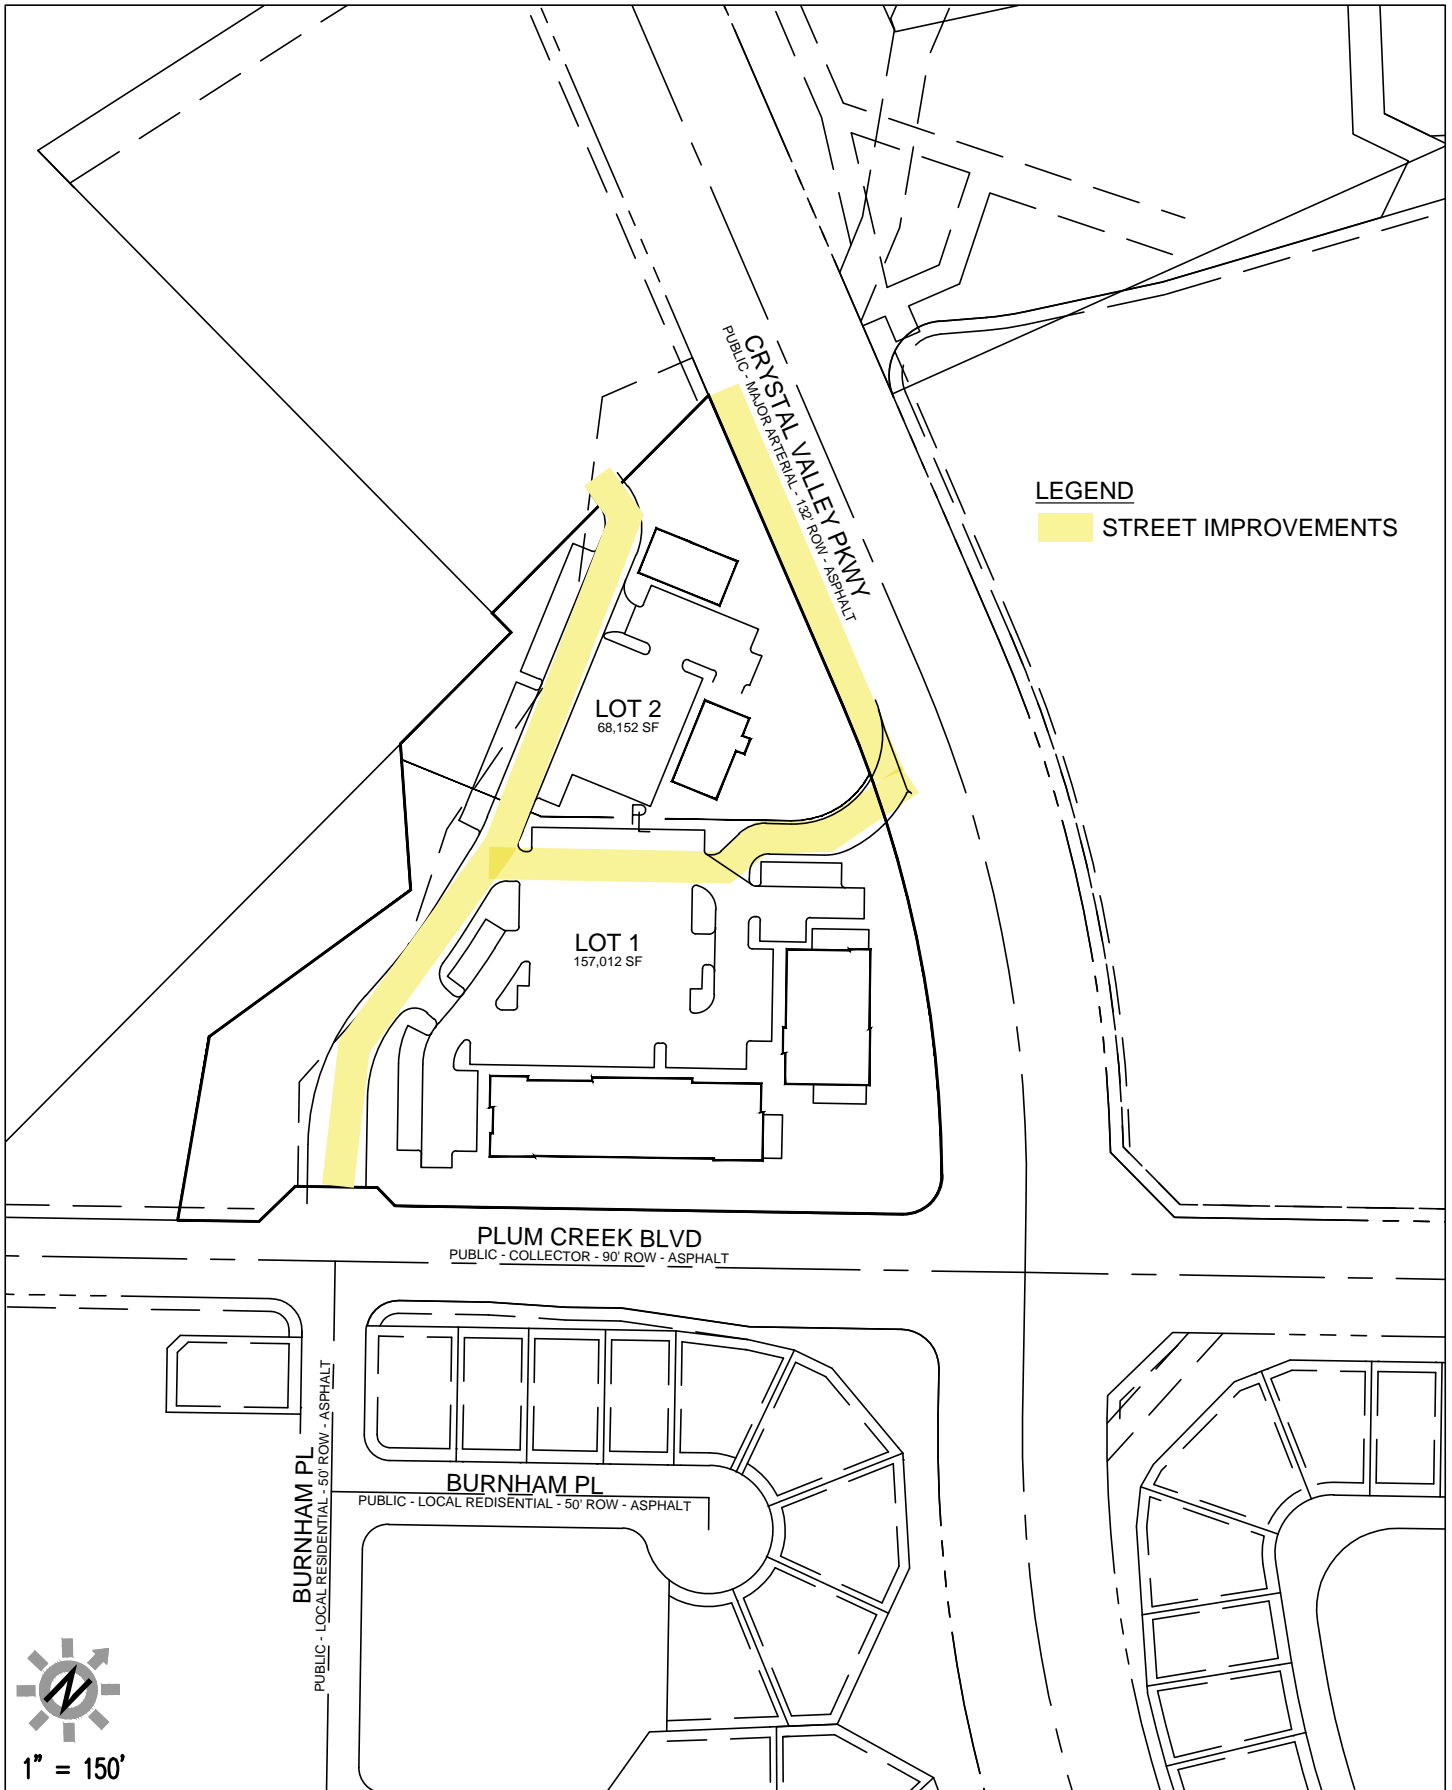 CRYSTAL VALLEY PKWY
PUBLIC - MAJOR ARTERIAL - 132' ROW - ASPHALT
LEGEND
STREET IMPROVEMENTS
LOT 2
68,152 SF
LOT 1
157,012 SF
PLUM CREEK BLVD
PUBLIC - COLLECTOR - 90' ROW - ASPHALT
BURNHAM PL
PUBLIC - LOCAL RESIDENTIAL - 50' ROW - ASPHALT
BURNHAM PL
PUBLIC - LOCAL REDISENTIAL - 50' ROW - ASPHALT
N
1" = 150'